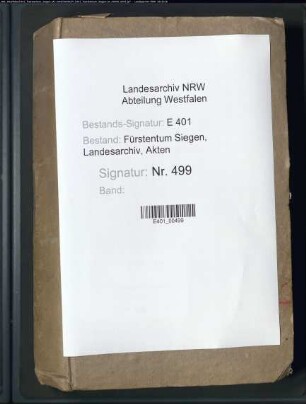 Landesarchiv NRW
Abteilung Westfalen
Bestands-Signatur: E 401
Bestand: Fürstentum Siegen,
Landesarchiv, Akten
Signatur: Nr. 499
Band:
E401_00499